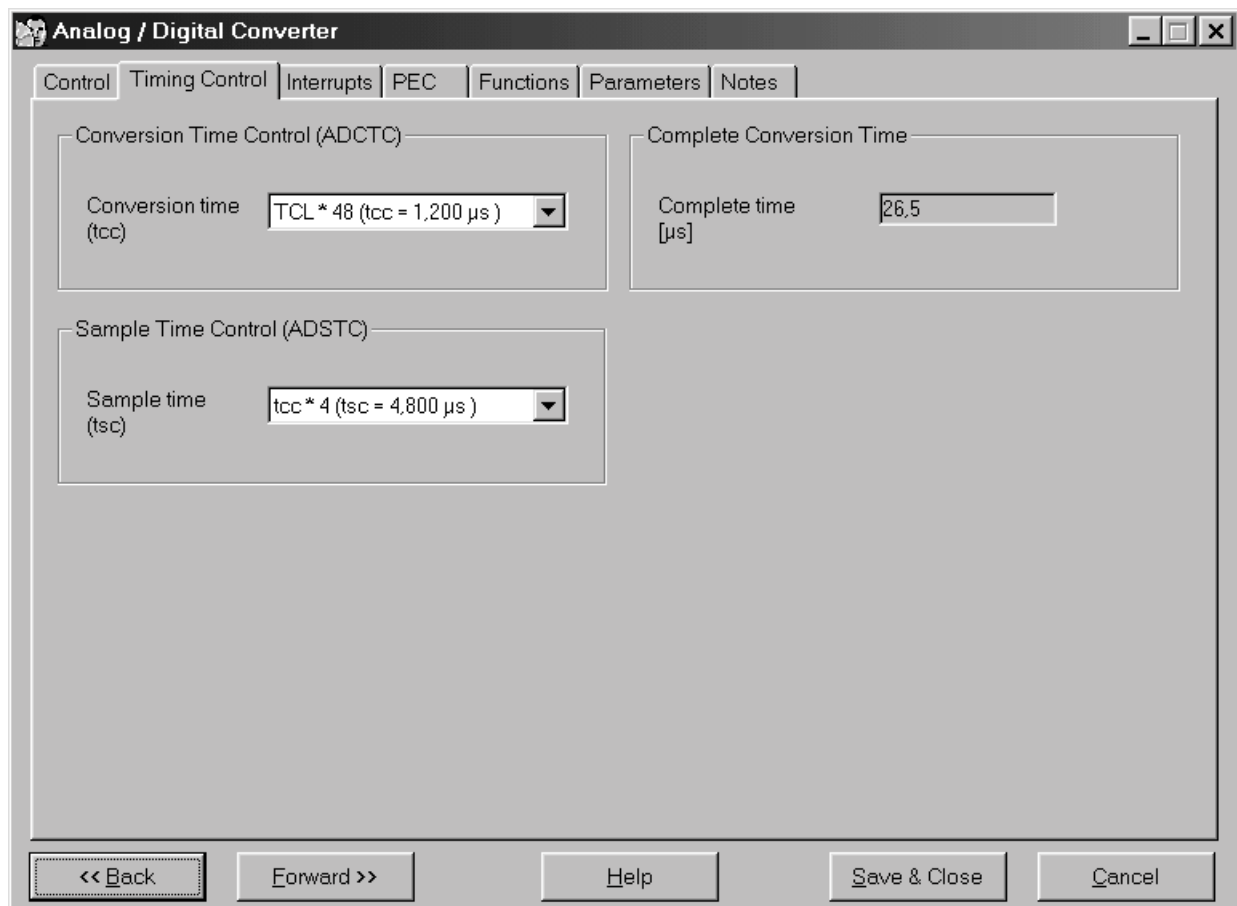 Analog / Digital Converter
Control Timing Control Interrupts PEC Functions Parameters Notes
Conversion Time Control (ADCTC)
Conversion time
(tcc)
TCL * 48 (tcc = 1,200 µs )
Complete Conversion Time
Complete time
[µs]
26,5
Sample Time Control (ADSTC)
Sample time
(tsc)
tcc * 4 (tsc = 4,800 µs )
<< Back Forward >> Help Save & Close Cancel